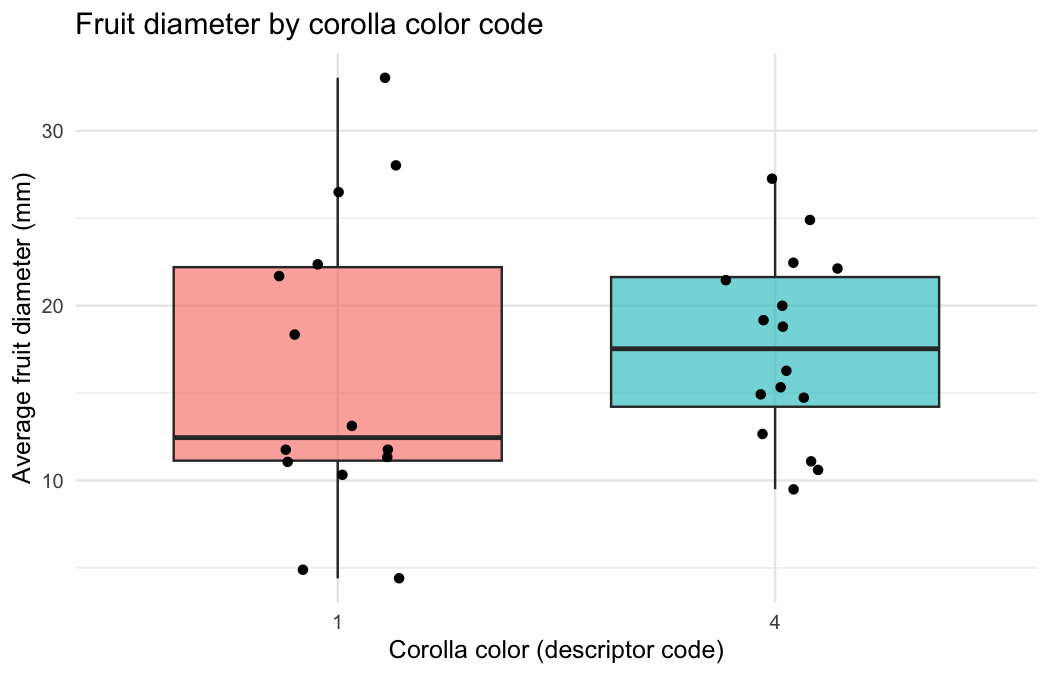 Fruit diameter by corolla color code
Average fruit diameter (mm)
30
20
10
1
4
Corolla color (descriptor code)